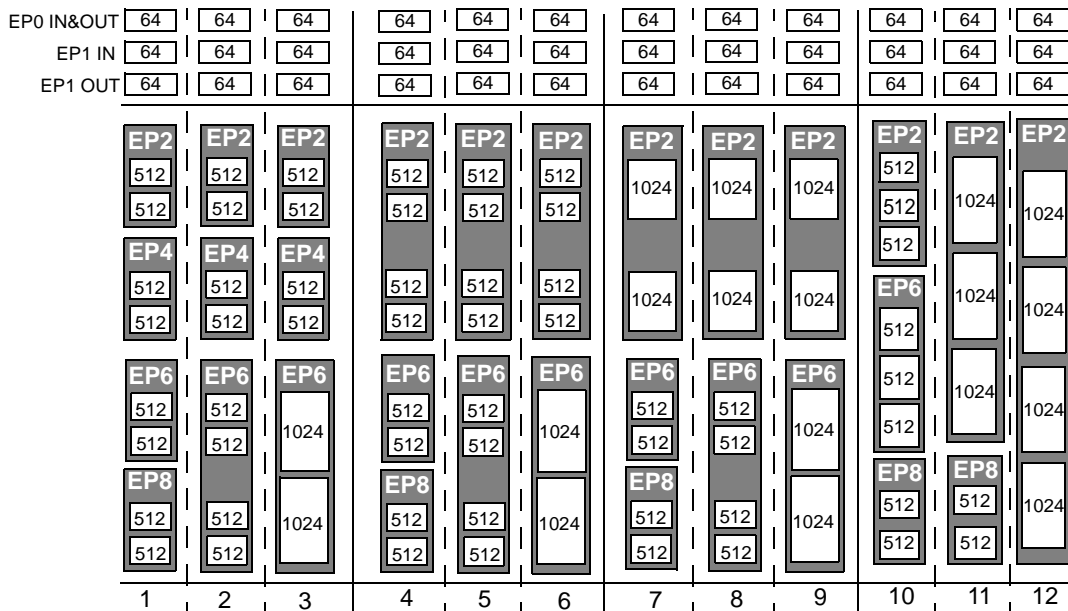 EP0 IN&OUT 64 64 64 64 64 64 64 64 64 64 64 64
EP1 IN 64 64 64 64 64 64 64 64 64 64 64 64
EP1 OUT 64 64 64 64 64 64 64 64 64 64 64 64
EP2 EP2 EP2 EP2 EP2 EP2 EP2 EP2 EP2 EP2 EP2 EP2
512 512 512 512 512 512 1024 1024 1024 512 1024 1024
512 512 512 512 512 512 512
EP4 EP4 EP4 512
512 512 512 512 512 512 1024 1024 1024 EP6 1024 1024
512 512 512 512 512 512 512
EP6 EP6 EP6 EP6 EP6 EP6 EP6 EP6 EP6 512 1024 1024
512 512 1024 512 512 1024 512 512 1024 512
512 512 512 512 512 512
EP8 EP8 EP8 EP8 EP8
512 512 1024 512 512 1024 512 512 1024 512 512 1024
512 512 512 512 512 512 512 512
1 2 3 4 5 6 7 8 9 10 11 12